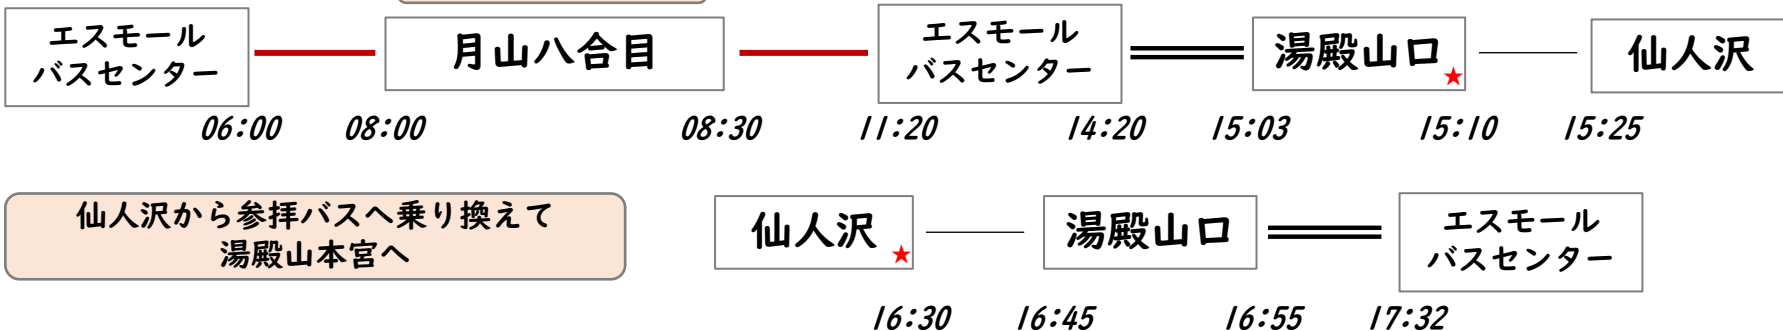 エスモール
バスセンター
月山八合目
エスモール
バスセンター
湯殿山口
★
仙人沢
06:00
08:00
08:30
11:20
14:20
15:03
15:10
15:25
仙人沢から参拝バスへ乗り換えて
湯殿山本宮へ
仙人沢
★
湯殿山口
エスモール
バスセンター
16:30
16:45
16:55
17:32